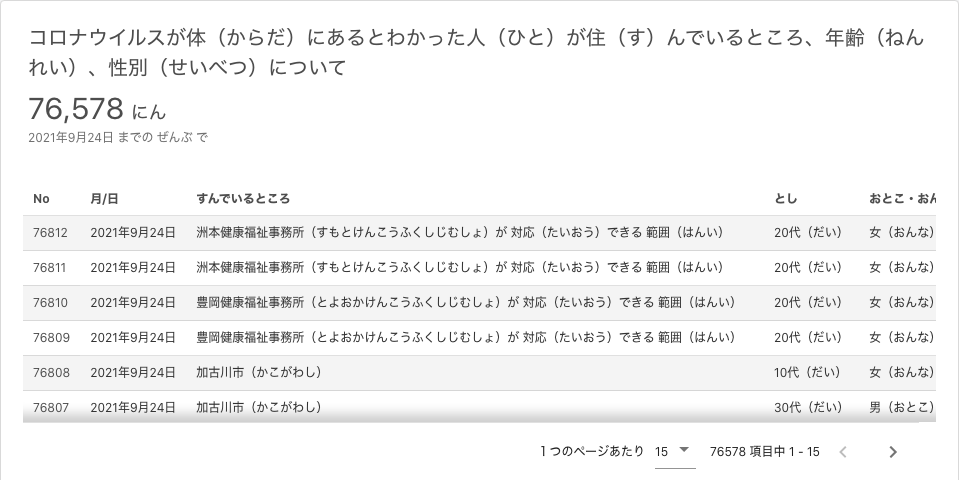 コロナウイルスが体（からだ）にあるとわかった人（ひと）が住（す）んでいるところ、年齢（ねん
れい）、性別（せいべつ）について
76,578 にん
2021年9月24日 までの ぜんぶ で
No 月/日 すんでいるところ とし おとこ・おん
76812 2021年9月24日 洲本健康福祉事務所（すもとけんこうふくしじむしょ）が 対応（たいおう）できる 範囲（はんい） 20代（だい） 女（おんな）
76811 2021年9月24日 洲本健康福祉事務所（すもとけんこうふくしじむしょ）が 対応（たいおう）できる 範囲（はんい） 20代（だい） 女（おんな）
76810 2021年9月24日 豊岡健康福祉事務所（とよおかけんこうふくしじむしょ）が 対応（たいおう）できる 範囲（はんい） 20代（だい） 女（おんな）
76809 2021年9月24日 豊岡健康福祉事務所（とよおかけんこうふくしじむしょ）が 対応（たいおう）できる 範囲（はんい） 20代（だい） 女（おんな）
76808 2021年9月24日 加古川市（かこがわし） 10代（だい） 女（おんな）
76807 2021年9月24日 加古川市（かこがわし） 30代（だい） 男（おとこ）
1 つのページあたり 15 76578 項目中 1 - 15